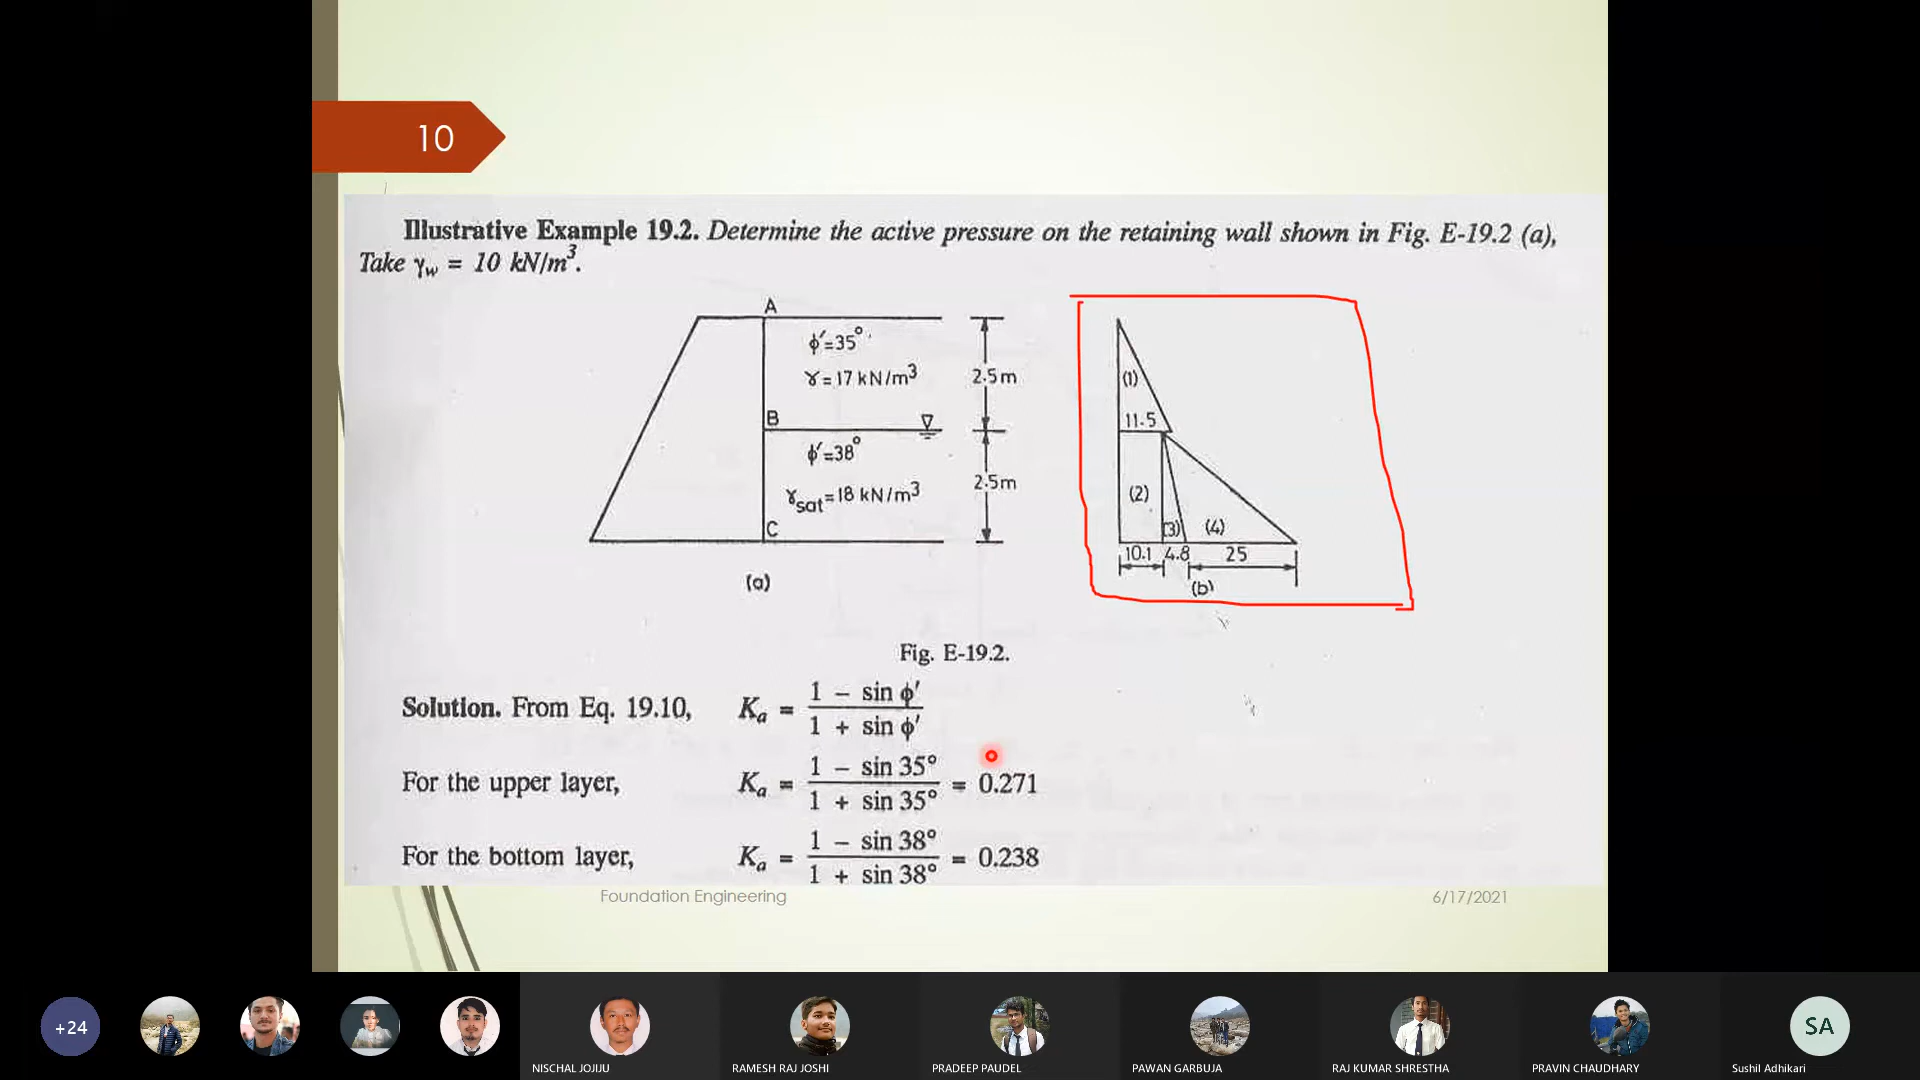 10
Illustrative Example 19.2. Determine the active pressure on the retaining wall shown in Fig. E-19.2 (a),
Take γw = 10 kN/m³.
A
ϕ′=35°
γ=17 kN/m³
2.5m
B
ϕ′=38°
γsat=18 kN/m³
2.5m
C
(a)
(1)
11.5
(2)
(3)
(4)
10.1 4.8 25
(b)
Fig. E-19.2.
Solution. From Eq. 19.10, Ka = (1 − sin ϕ′)/(1 + sin ϕ′)
For the upper layer, Ka = (1 − sin 35°)/(1 + sin 35°) = 0.271
For the bottom layer, Ka = (1 − sin 38°)/(1 + sin 38°) = 0.238
Foundation Engineering
6/17/2021
+24
SA
NISCHAL JOJIJU
RAMESH RAJ JOSHI
PRADEEP PAUDEL
PAWAN GARBUJA
RAJ KUMAR SHRESTHA
PRAVIN CHAUDHARY
Sushil Adhikari